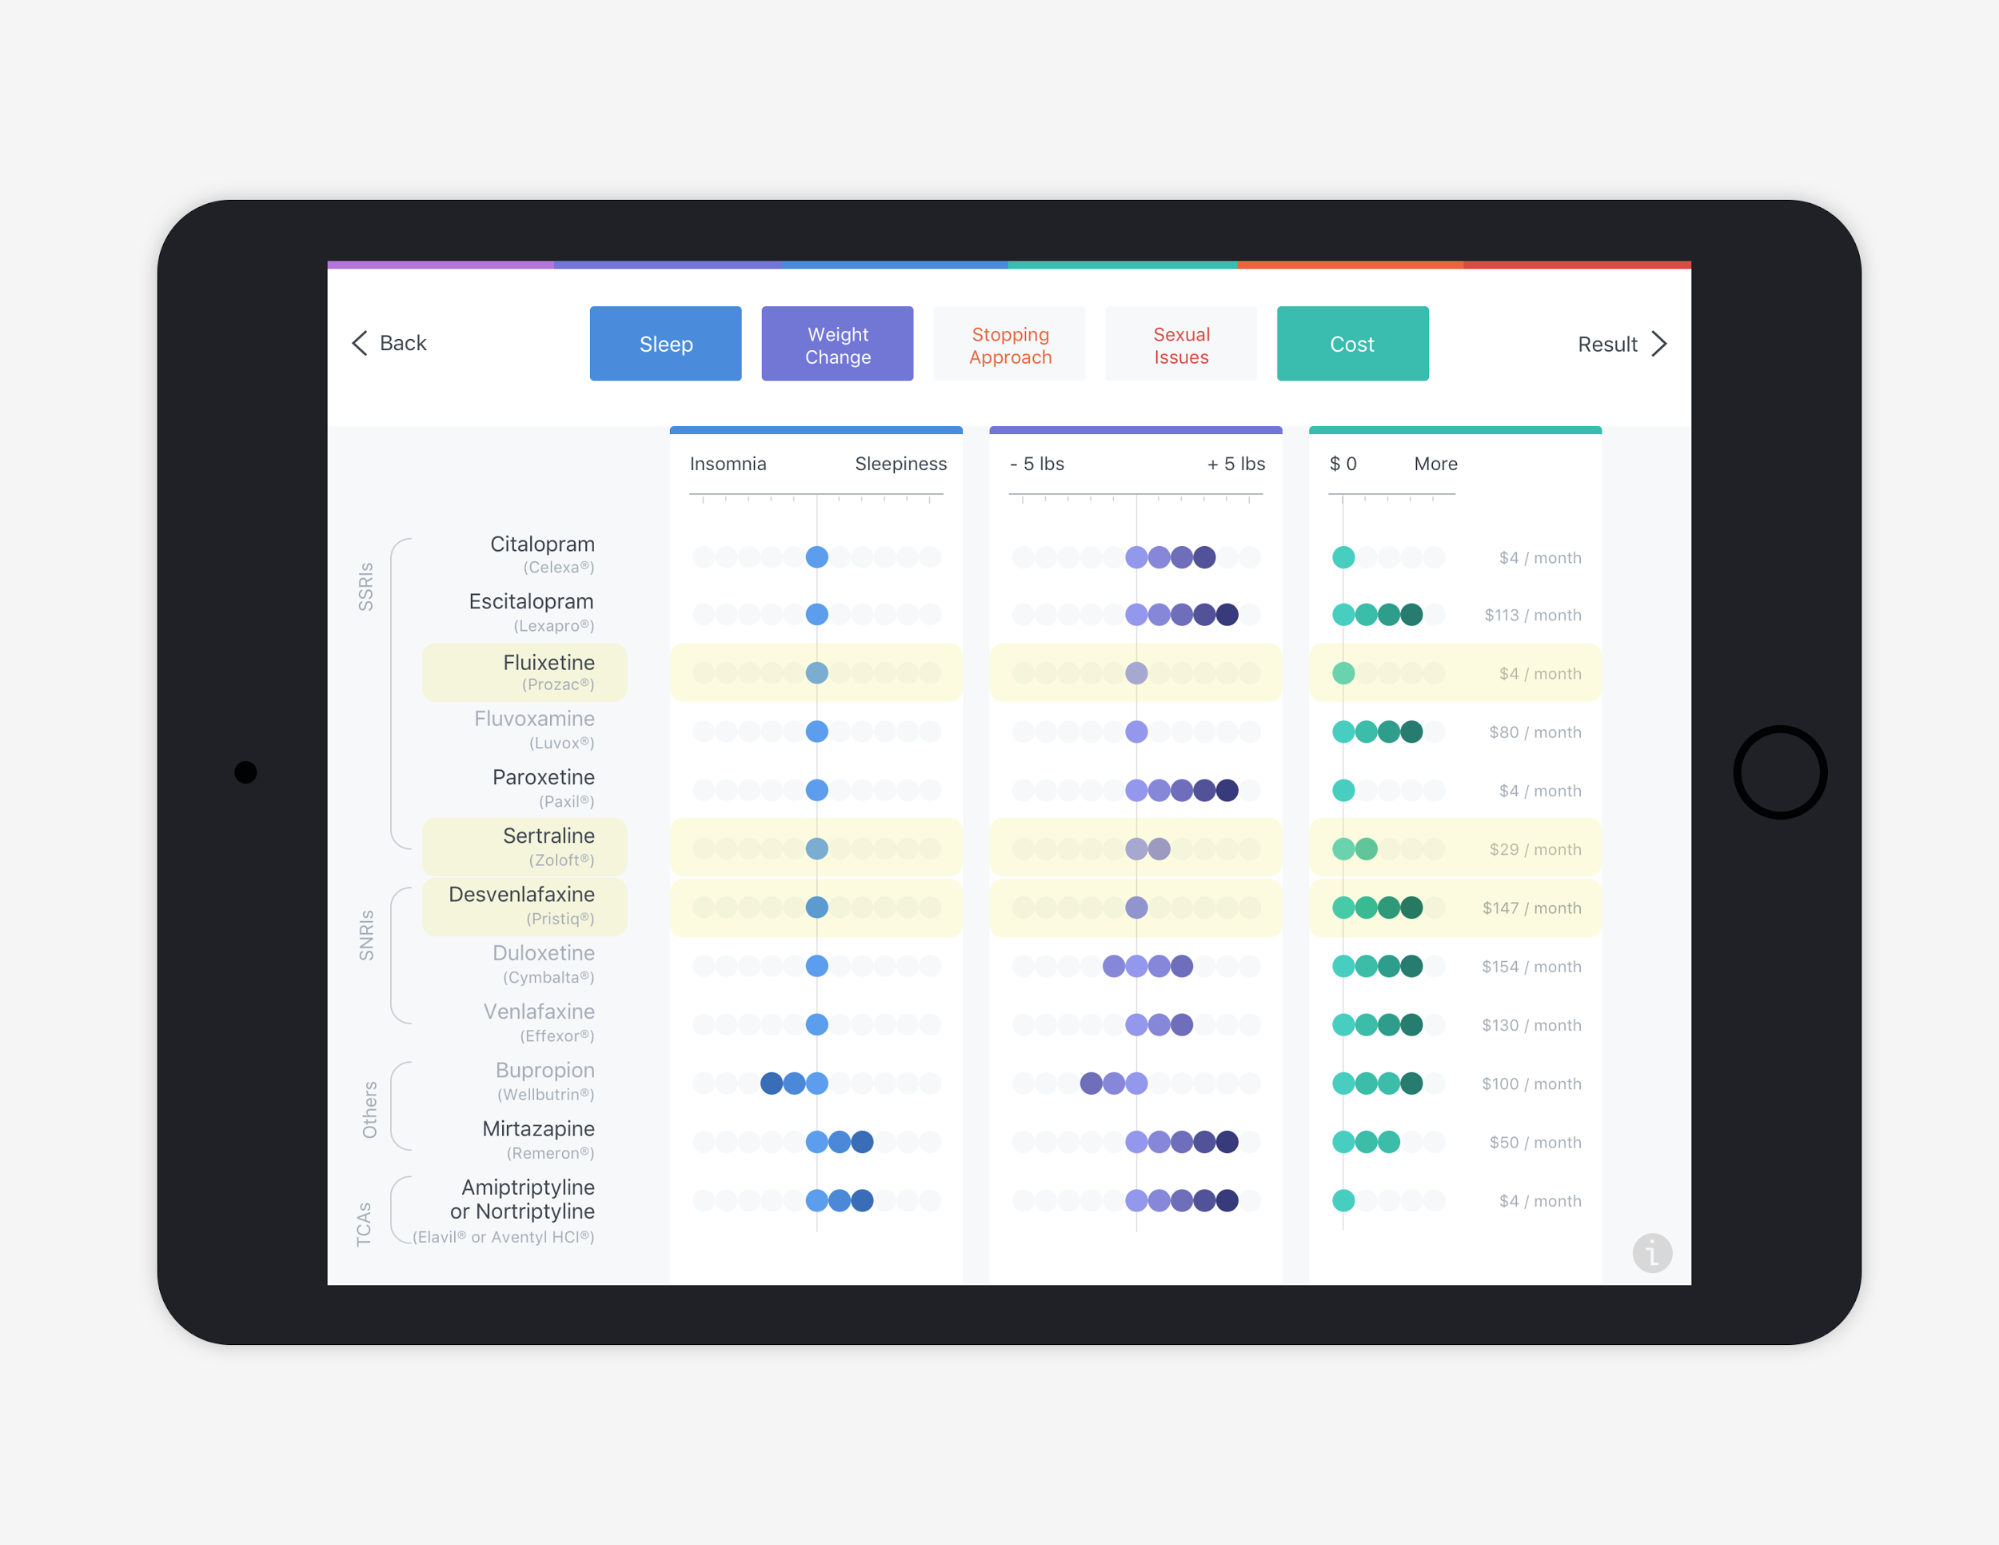 Back
Sleep
Weight
Change
Stopping
Approach
Sexual
Issues
Cost
Result
Insomnia Sleepiness
- 5 lbs + 5 lbs
$ 0 More
SSRIs
Citalopram
(Celexa®)
$4 / month
Escitalopram
(Lexapro®)
$113 / month
Fluixetine
(Prozac®)
$4 / month
Fluvoxamine
(Luvox®)
$80 / month
Paroxetine
(Paxil®)
$4 / month
Sertraline
(Zoloft®)
$29 / month
SNRIs
Desvenlafaxine
(Pristiq®)
$147 / month
Duloxetine
(Cymbalta®)
$154 / month
Venlafaxine
(Effexor®)
$130 / month
Others
Bupropion
(Wellbutrin®)
$100 / month
Mirtazapine
(Remeron®)
$50 / month
TCAs
Amiptriptyline
or Nortriptyline
(Elavil® or Aventyl HCI®)
$4 / month
i